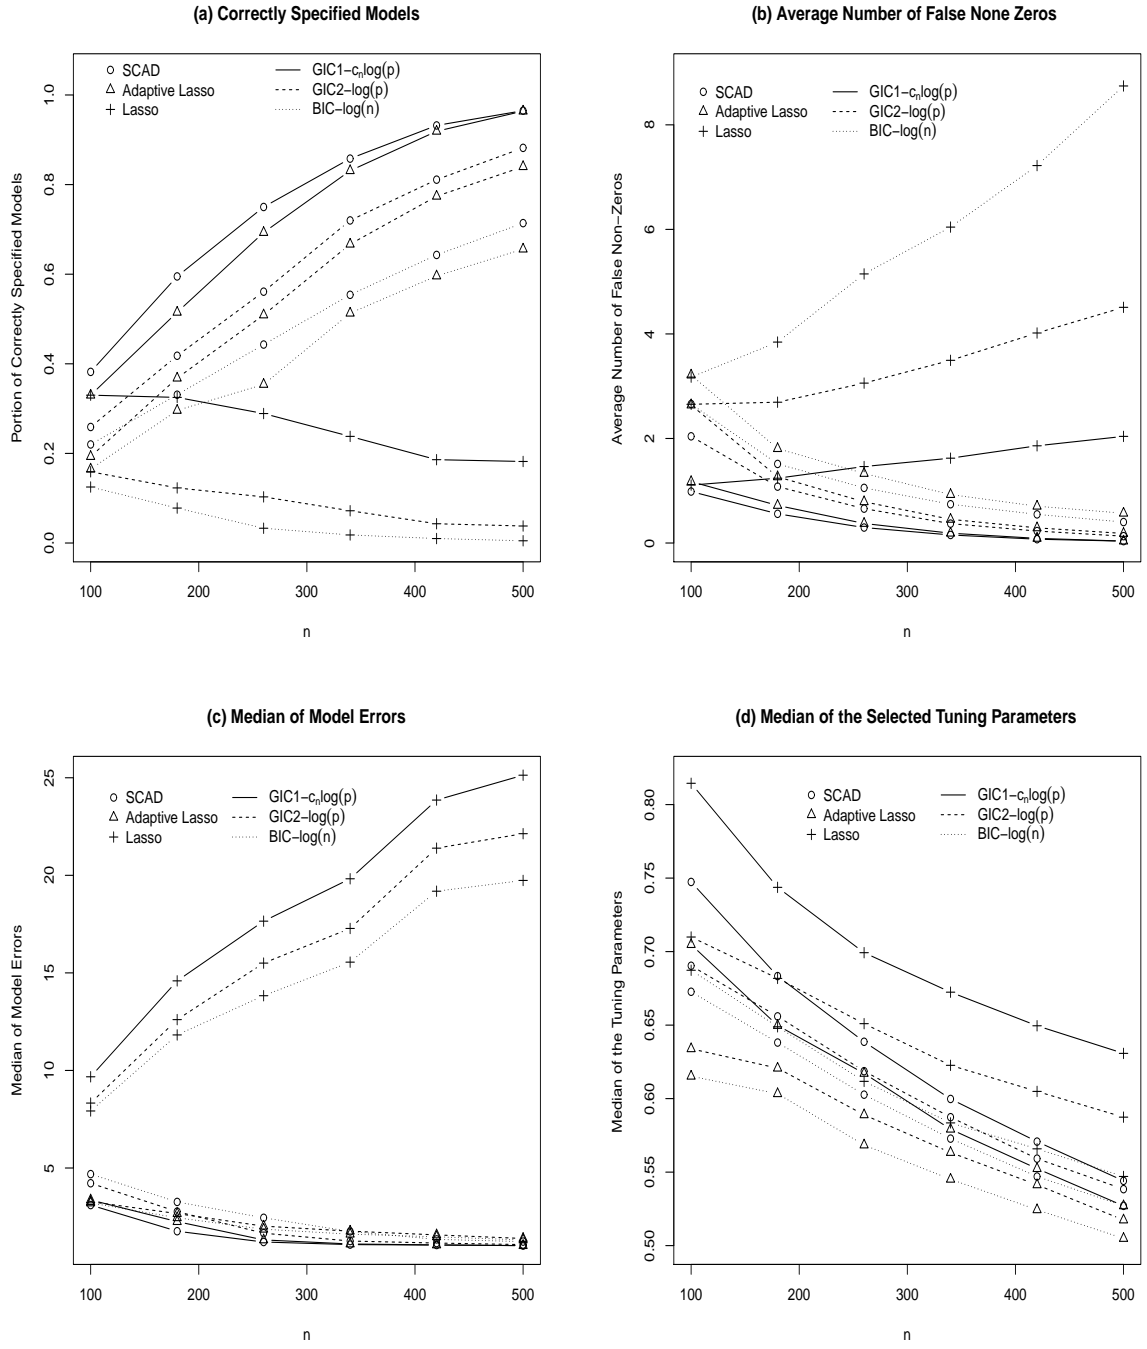 (a) Correctly Specified Models
SCAD
Adaptive Lasso
Lasso
GIC1−cₙlog(p)
GIC2−log(p)
BIC−log(n)
Portion of Correctly Specified Models
0.0 0.2 0.4 0.6 0.8 1.0
100 200 300 400 500
n
(b) Average Number of False None Zeros
SCAD
Adaptive Lasso
Lasso
GIC1−cₙlog(p)
GIC2−log(p)
BIC−log(n)
Average Number of False Non−Zeros
0 2 4 6 8
100 200 300 400 500
n
(c) Median of Model Errors
SCAD
Adaptive Lasso
Lasso
GIC1−cₙlog(p)
GIC2−log(p)
BIC−log(n)
Median of Model Errors
5 10 15 20 25
100 200 300 400 500
n
(d) Median of the Selected Tuning Parameters
SCAD
Adaptive Lasso
Lasso
GIC1−cₙlog(p)
GIC2−log(p)
BIC−log(n)
Median of the Tuning Parameters
0.50 0.55 0.60 0.65 0.70 0.75 0.80
100 200 300 400 500
n